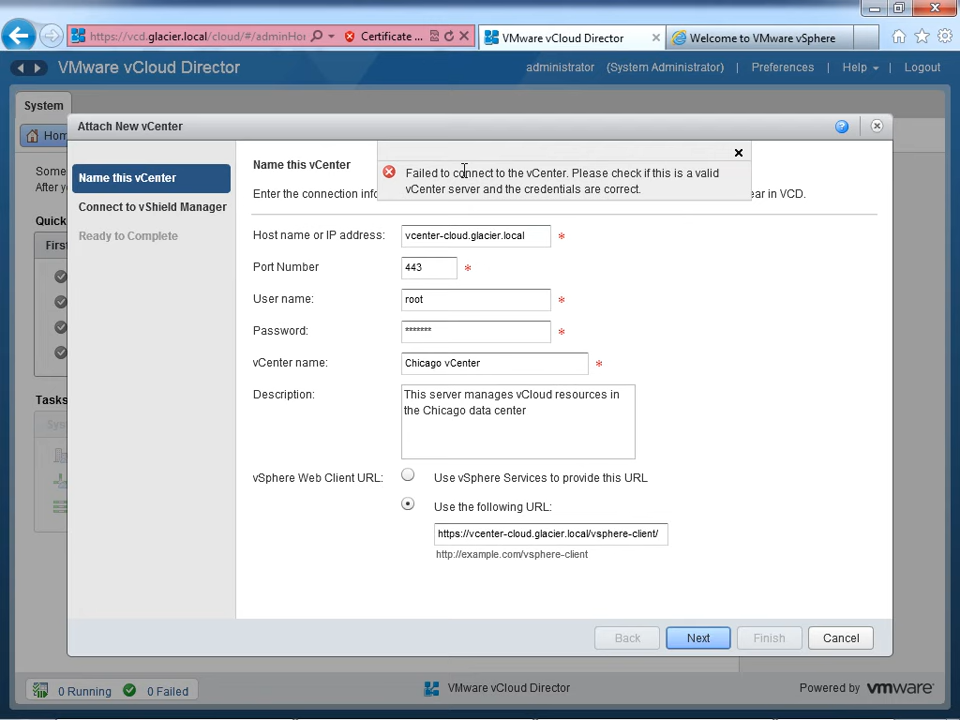 https://vcd.glacier.local/cloud/#/adminHor
Certificate ...
VMware vCloud Director
Welcome to VMware vSphere
VMware vCloud Director
administrator (System Administrator) | Preferences | Help | Logout
System
Hom
Attach New vCenter
Some
After y
Quick
First
Tasks
Sys
Name this vCenter
Connect to vShield Manager
Ready to Complete
Name this vCenter
Failed to connect to the vCenter. Please check if this is a valid
vCenter server and the credentials are correct.
Enter the connection info
ear in VCD.
Host name or IP address: vcenter-cloud.glacier.local *
Port Number 443 *
User name: root *
Password: ******* *
vCenter name: Chicago vCenter *
Description: This server manages vCloud resources in
the Chicago data center
vSphere Web Client URL: Use vSphere Services to provide this URL
Use the following URL:
https://vcenter-cloud.glacier.local/vsphere-client/
http://example.com/vsphere-client
Back Next Finish Cancel
0 Running 0 Failed
VMware vCloud Director
Powered by vmware